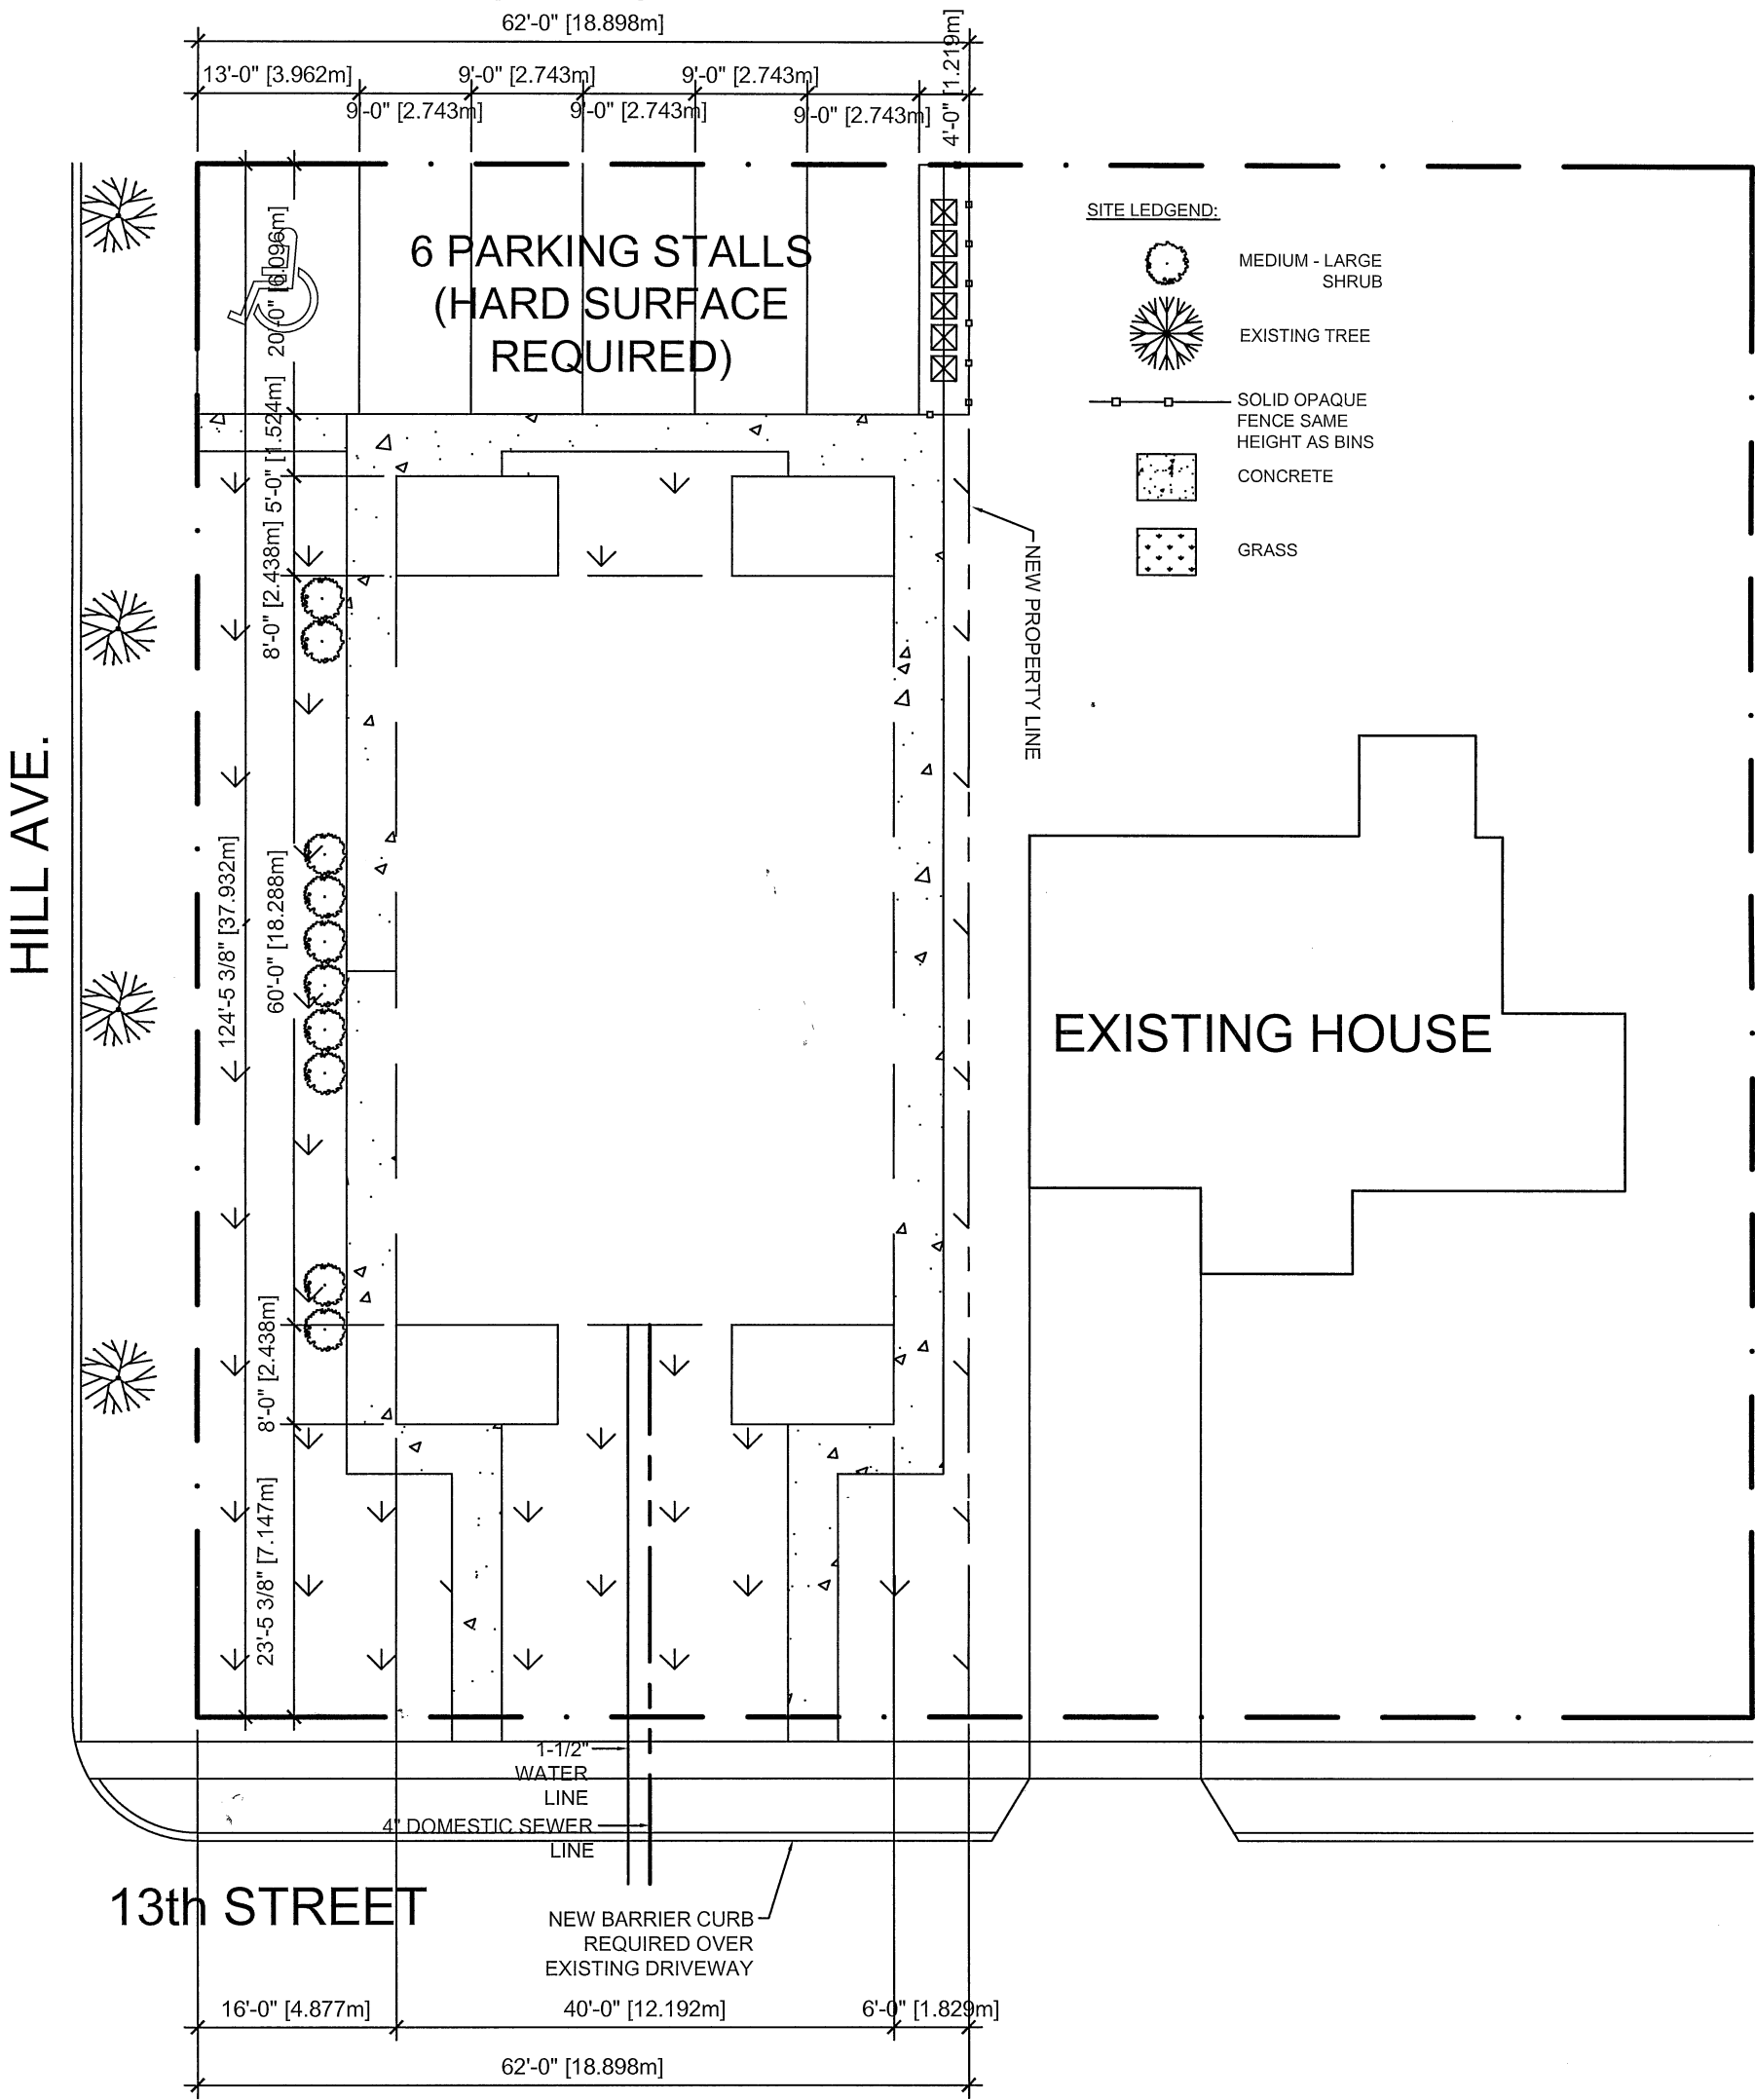 62'-0" [18.898m]
13'-0" [3.962m]
9'-0" [2.743m]
9'-0" [2.743m]
9'-0" [2.743m]
9'-0" [2.743m]
9'-0" [2.743m]
4'-0" [1.219m]
6 PARKING STALLS
(HARD SURFACE
REQUIRED)
20'-0" [6.096m]
5'-0" [1.524m]
8'-0" [2.438m]
SITE LEDGEND:
MEDIUM - LARGE
SHRUB
EXISTING TREE
SOLID OPAQUE
FENCE SAME
HEIGHT AS BINS
CONCRETE
GRASS
NEW PROPERTY LINE
HILL AVE.
124'-5 3/8" [37.932m]
60'-0" [18.288m]
EXISTING HOUSE
8'-0" [2.438m]
23'-5 3/8" [7.147m]
1-1/2"
WATER
LINE
4" DOMESTIC SEWER
LINE
13th STREET
NEW BARRIER CURB
REQUIRED OVER
EXISTING DRIVEWAY
16'-0" [4.877m]
40'-0" [12.192m]
6'-0" [1.829m]
62'-0" [18.898m]